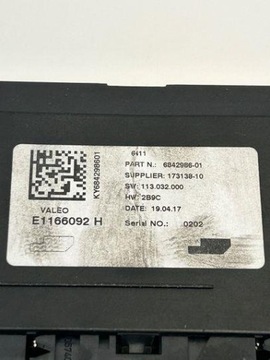 6411
PART N.: 6842986-01
SUPPLIER: 173138-10
SW: 113.032.000
HW: 2B9C
DATE: 19.04.17
Serial NO.: 0202
KY684298601
VALEO
E1166092 H